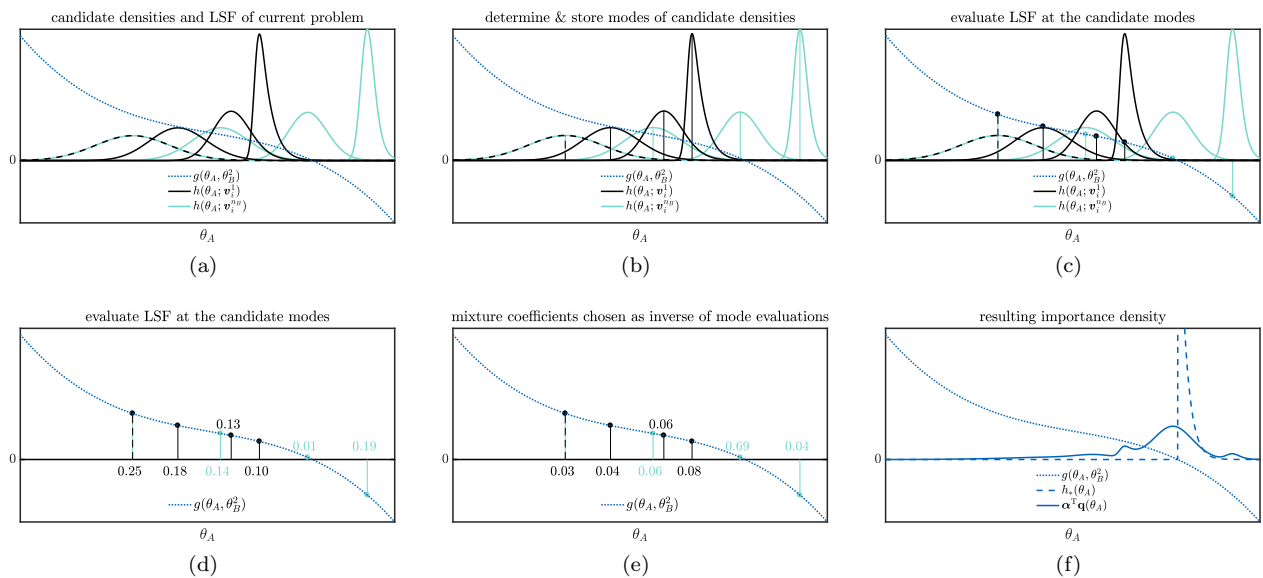 candidate densities and LSF of current problem
0
g(θ_A, θ_B^2)
h(θ_A; v_i^1)
h(θ_A; v_i^{n_B})
θ_A
(a)
determine & store modes of candidate densities
0
g(θ_A, θ_B^2)
h(θ_A; v_i^1)
h(θ_A; v_i^{n_B})
θ_A
(b)
evaluate LSF at the candidate modes
0
g(θ_A, θ_B^2)
h(θ_A; v_i^1)
h(θ_A; v_i^{n_B})
θ_A
(c)
evaluate LSF at the candidate modes
0.13
0.01
0.19
0
0.25 0.18 0.14 0.10
g(θ_A, θ_B^2)
θ_A
(d)
mixture coefficients chosen as inverse of mode evaluations
0.06
0.69
0.04
0
0.03 0.04 0.06 0.08
g(θ_A, θ_B^2)
θ_A
(e)
resulting importance density
0
g(θ_A, θ_B^2)
h_*(θ_A)
α^T q(θ_A)
θ_A
(f)